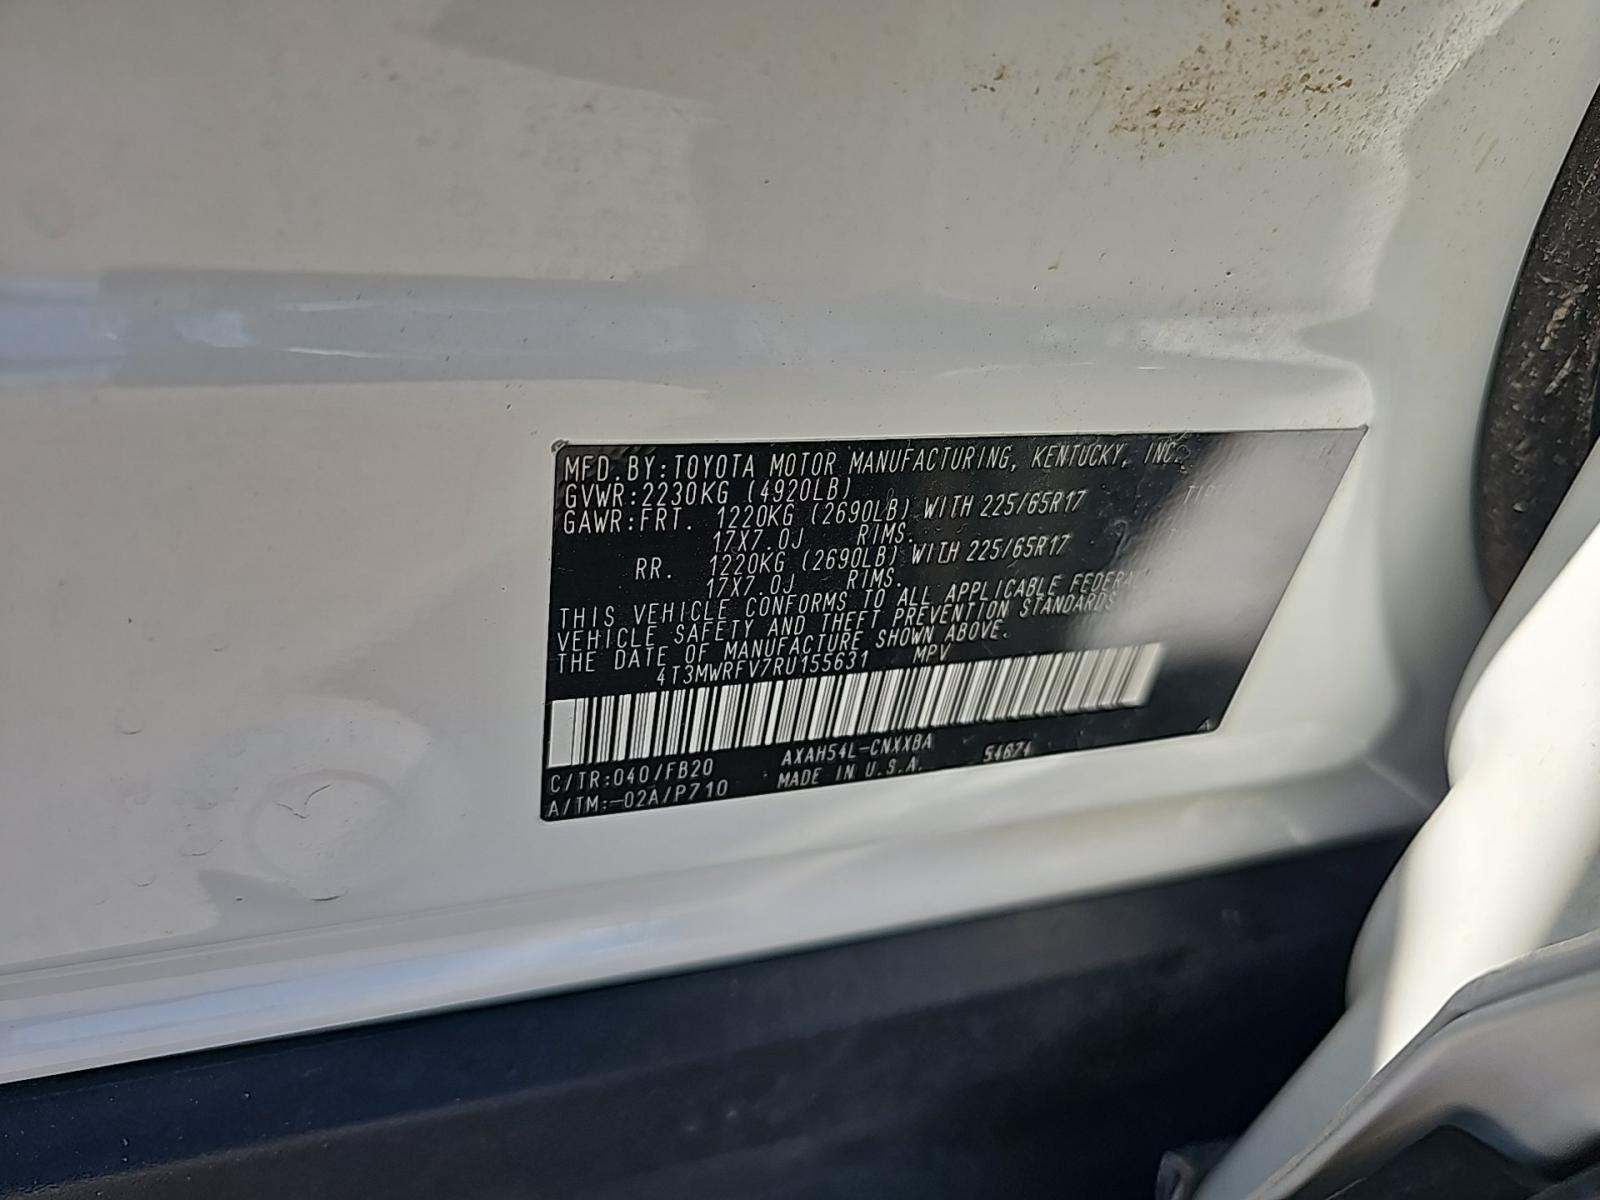 MFD. BY: TOYOTA MOTOR MANUFACTURING, KENTUCKY, INC.
GVWR: 2230KG (4920LB)
GAWR: FRT. 1220KG (2690LB) WITH 225/65R17
17X7.0J RIMS.
RR. 1220KG (2690LB) WITH 225/65R17
17X7.0J RIMS.
THIS VEHICLE CONFORMS TO ALL APPLICABLE
VEHICLE SAFETY AND THEFT PREVENTION STANDARDS
THE DATE OF MANUFACTURE SHOWN ABOVE.
4T3MWRFV7RU155631 MPV
C/TR:040/FB20 AXAH54L-CNXXBA
A/TM:-02A/P710 MADE IN U.S.A.